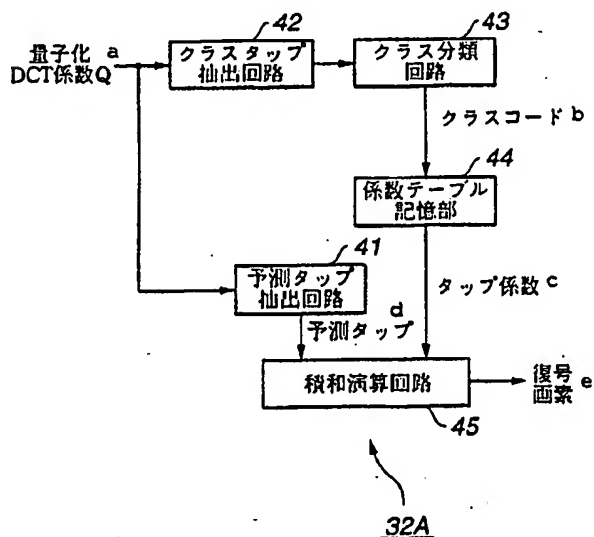 42
43
量子化 a
DCT係数Q
クラスタップ
抽出回路
クラス分類
回路
クラスコード b
44
係数テーブル
記憶部
41
予測タップ
抽出回路
タップ係数 c
d
予測タップ
積和演算回路
復号
画素 e
45
32A